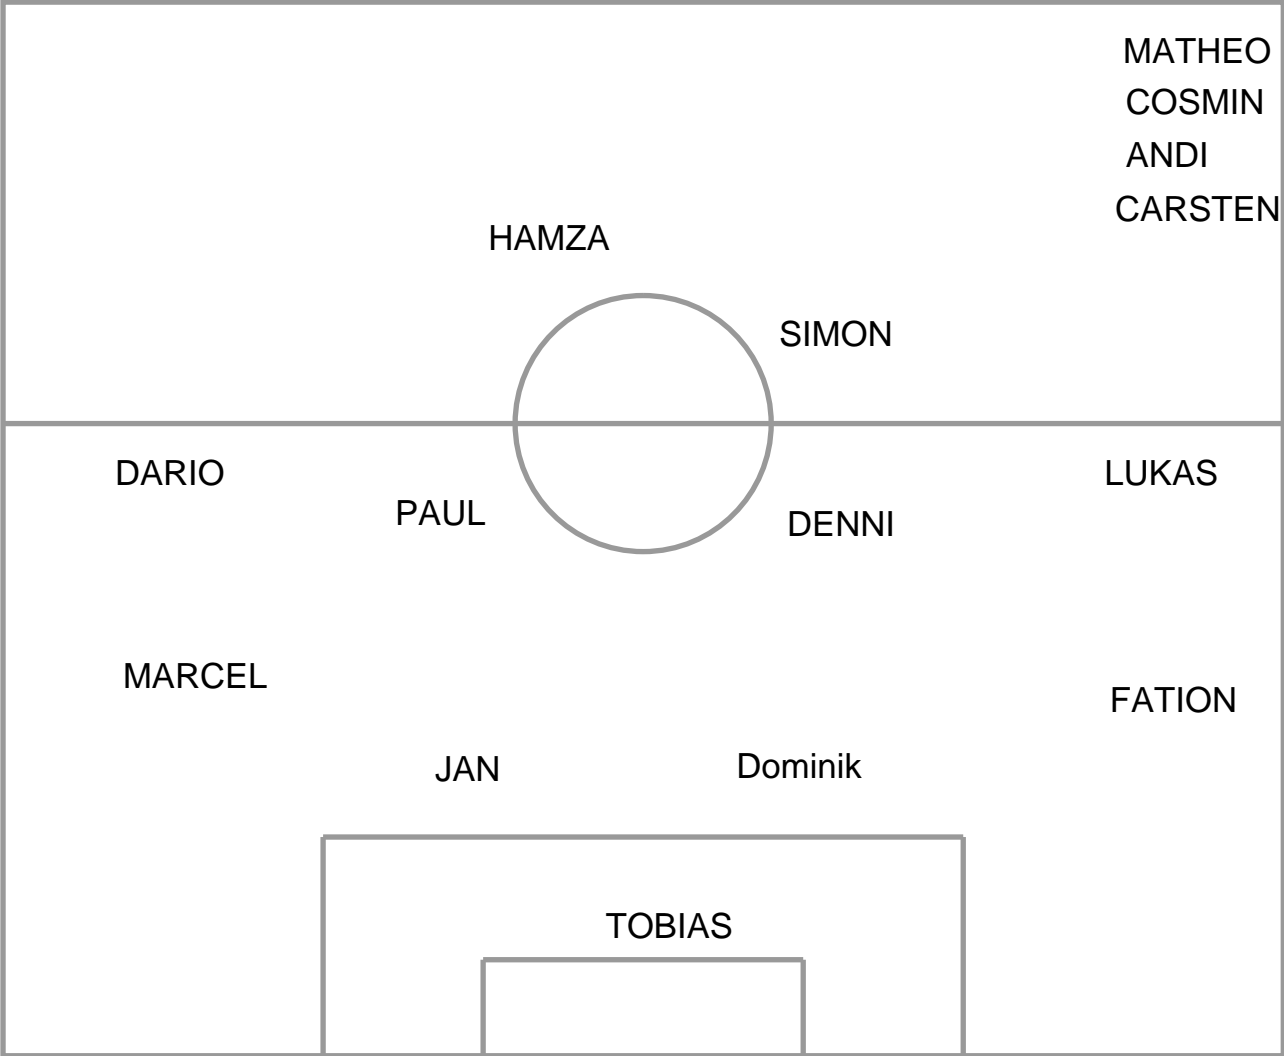 MATHEO
COSMIN
ANDI
CARSTEN
HAMZA
SIMON
DARIO
LUKAS
PAUL
DENNI
MARCEL
FATION
JAN
Dominik
TOBIAS